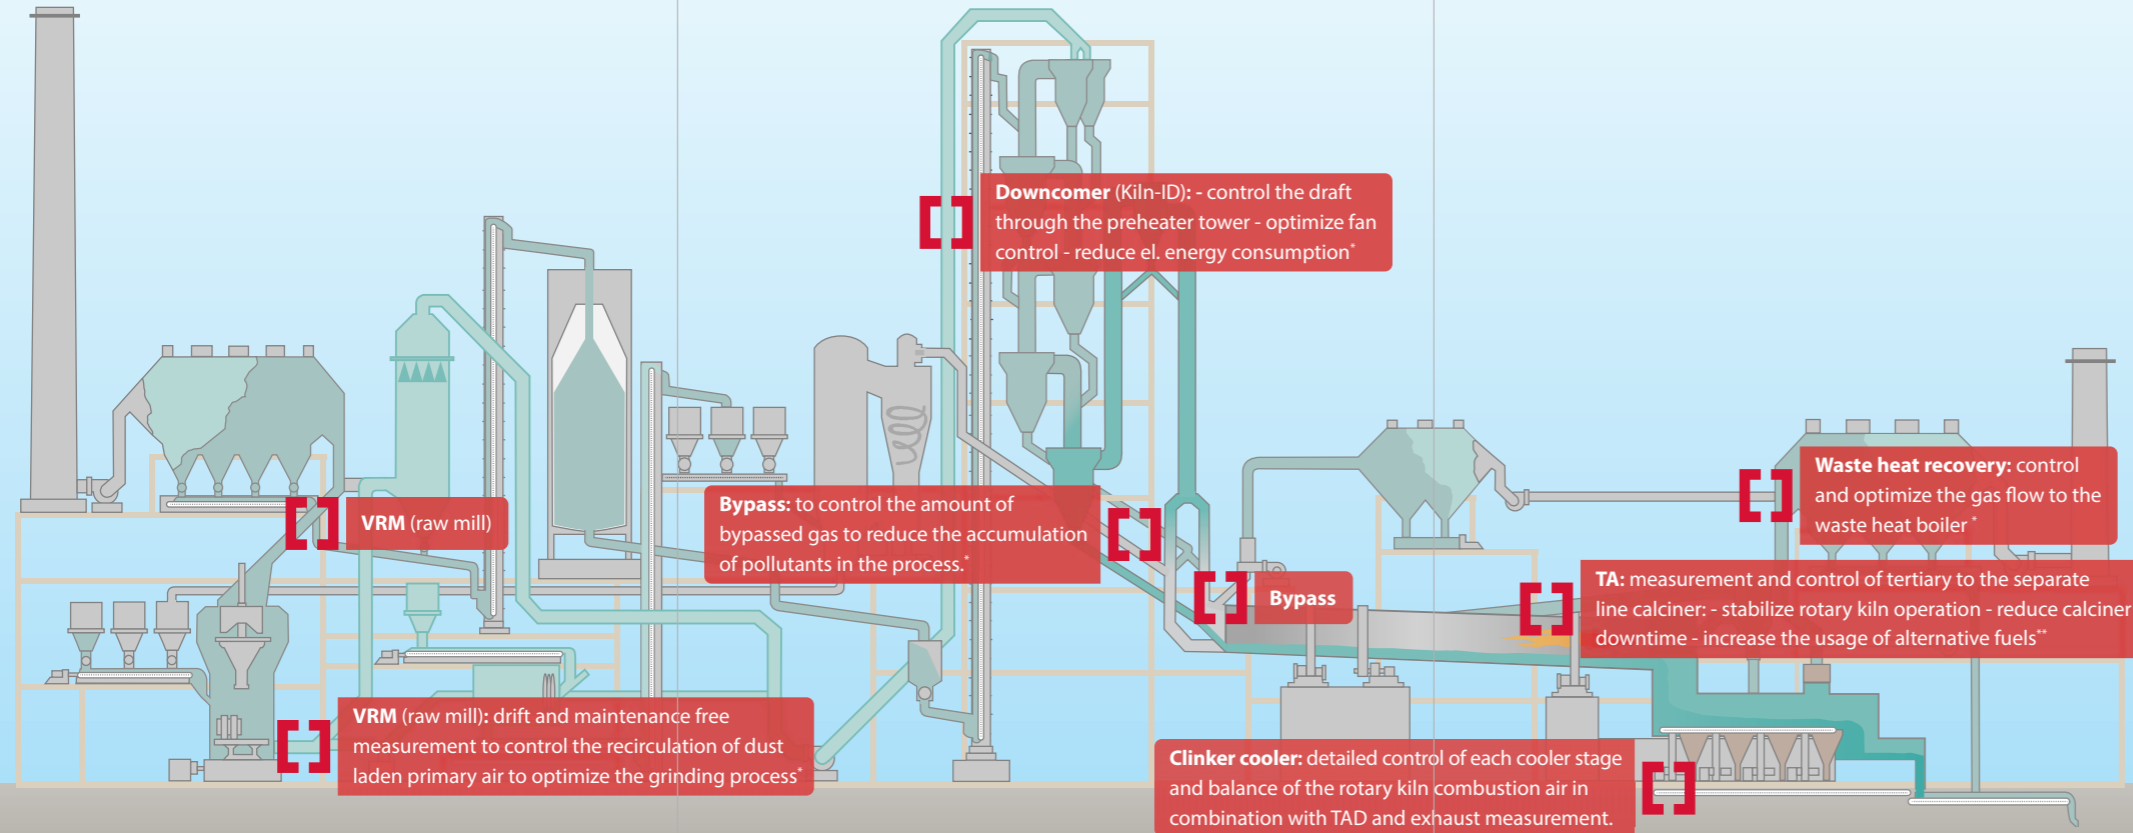 Downcomer (Kiln-ID): - control the draft
through the preheater tower - optimize fan
control - reduce el. energy consumption*
Waste heat recovery: control
and optimize the gas flow to the
waste heat boiler *
VRM (raw mill)
Bypass: to control the amount of
bypassed gas to reduce the accumulation
of pollutants in the process.*
Bypass
TA: measurement and control of tertiary to the separate
line calciner: - stabilize rotary kiln operation - reduce calciner
downtime - increase the usage of alternative fuels**
VRM (raw mill): drift and maintenance free
measurement to control the recirculation of dust
laden primary air to optimize the grinding process*
Clinker cooler: detailed control of each cooler stage
and balance of the rotary kiln combustion air in
combination with TAD and exhaust measurement.